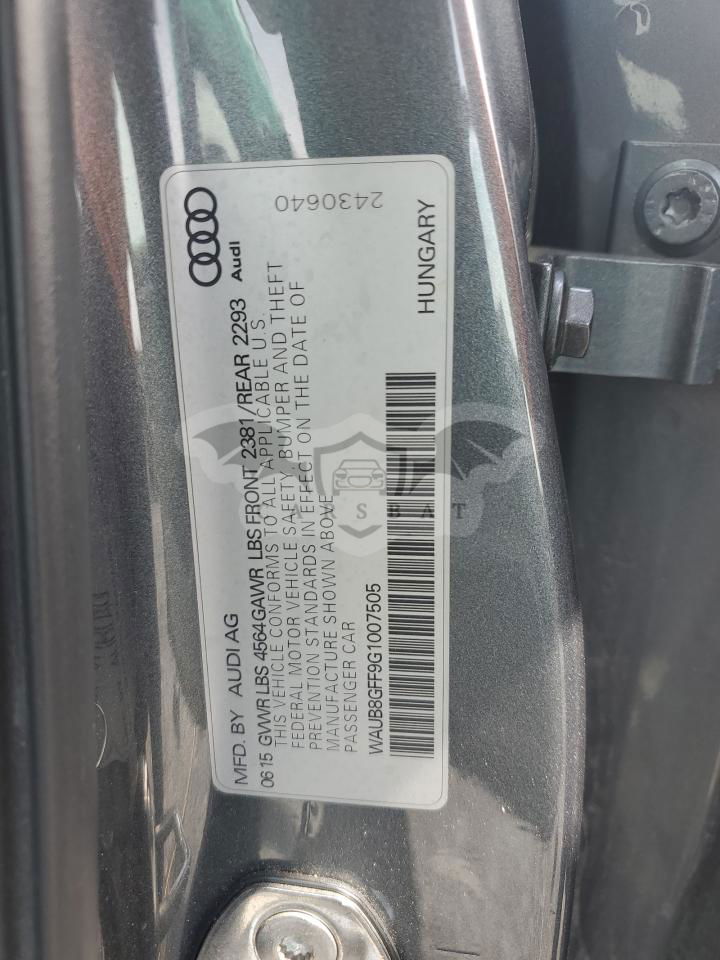 MFD. BY AUDI AG
Audi
0615 GVWR LBS 4564 GAWR LBS FRONT 2381/REAR 2293
THIS VEHICLE CONFORMS TO ALL APPLICABLE U.S.
FEDERAL MOTOR VEHICLE SAFETY, BUMPER AND THEFT
PREVENTION STANDARDS IN EFFECT ON THE DATE OF
MANUFACTURE SHOWN ABOVE
PASSENGER CAR
2430640
WAUB8GFF9G1007505
HUNGARY